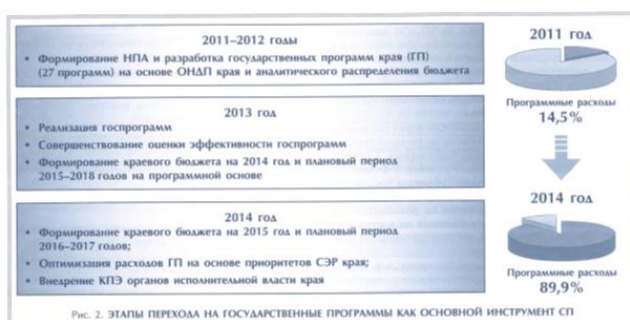 2011–2012 годы
• Формирование НПА и разработка государственных программ края (ГП)
(27 программ) на основе ОНДП края и аналитического распределения бюджета
2013 год
• Реализация госпрограмм
• Совершенствование оценки эффективности госпрограмм
• Формирование краевого бюджета на 2014 год и плановый период
2015–2018 годов на программной основе
2014 год
• Формирование краевого бюджета на 2015 год и плановый период
2016–2017 годов;
• Оптимизация расходов ГП на основе приоритетов СЭР края;
• Внедрение КПЭ органов исполнительной власти края
2011 год
Программные расходы
14,5%
2014 год
Программные расходы
89,9%
Рис. 2. ЭТАПЫ ПЕРЕХОДА НА ГОСУДАРСТВЕННЫЕ ПРОГРАММЫ КАК ОСНОВНОЙ ИНСТРУМЕНТ СП